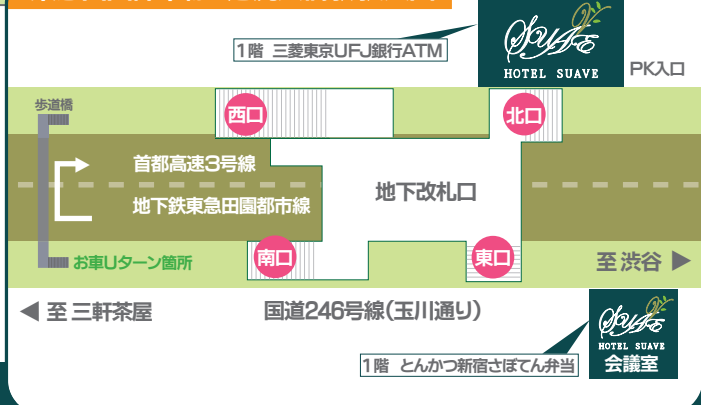 SUAVE
HOTEL SUAVE
1階 三菱東京UFJ銀行ATM
PK入口
歩道橋
西口
北口
首都高速3号線
地下鉄東急田園都市線
地下改札口
お車Uターン箇所
南口
東口
至 渋谷 ▶
◀ 至 三軒茶屋
国道246号線(玉川通り)
SUAVE
HOTEL SUAVE
会議室
1階 とんかつ新宿さぼてん弁当